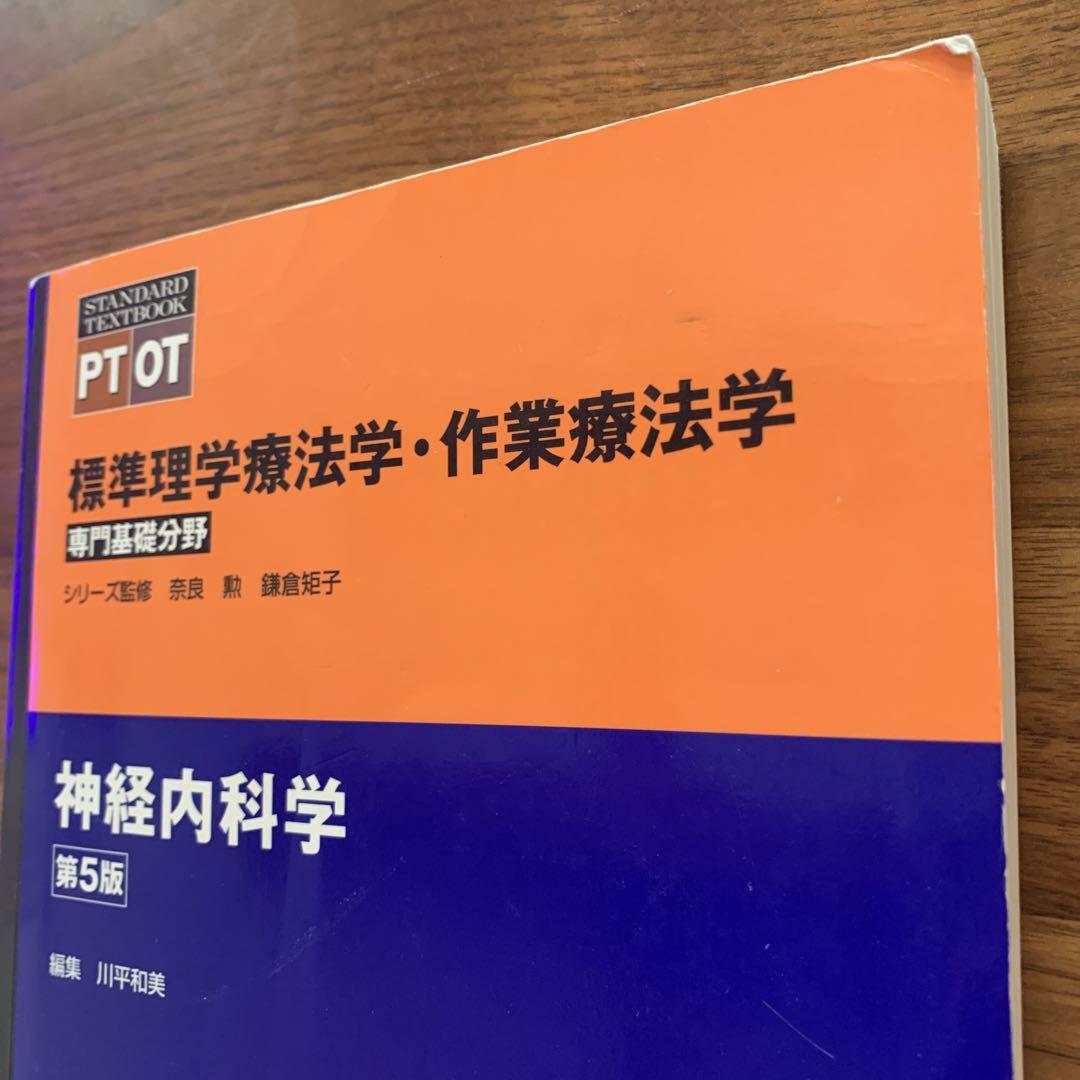 STANDARD
TEXTBOOK
PT OT
標準理学療法学・作業療法学
専門基礎分野
シリーズ監修 奈良 勲 鎌倉矩子
神経内科学
第5版
編集 川平和美